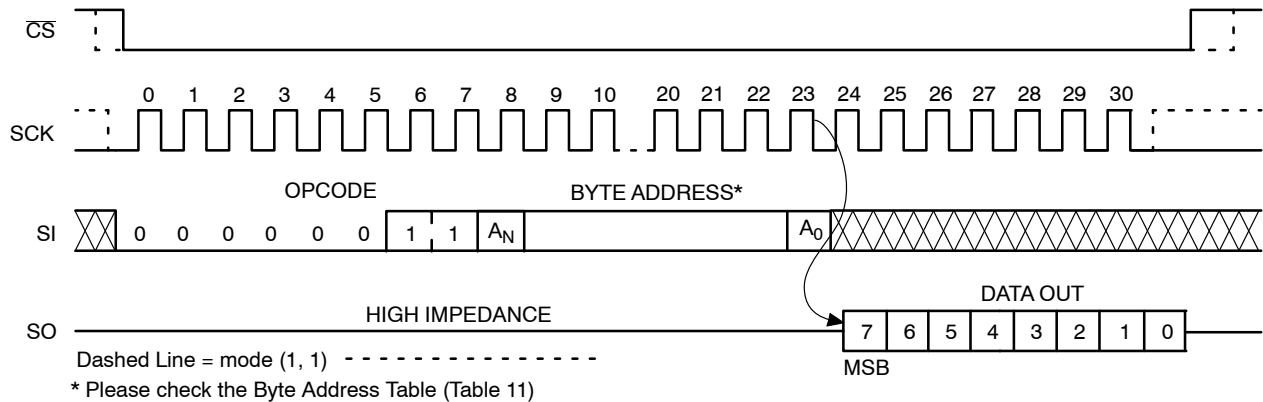 CS
SCK
0 1 2 3 4 5 6 7 8 9 10 20 21 22 23 24 25 26 27 28 29 30
OPCODE
BYTE ADDRESS*
SI
0 0 0 0 0 0 1 1 AN A0
HIGH IMPEDANCE
DATA OUT
SO
7 6 5 4 3 2 1 0
MSB
Dashed Line = mode (1, 1)
* Please check the Byte Address Table (Table 11)